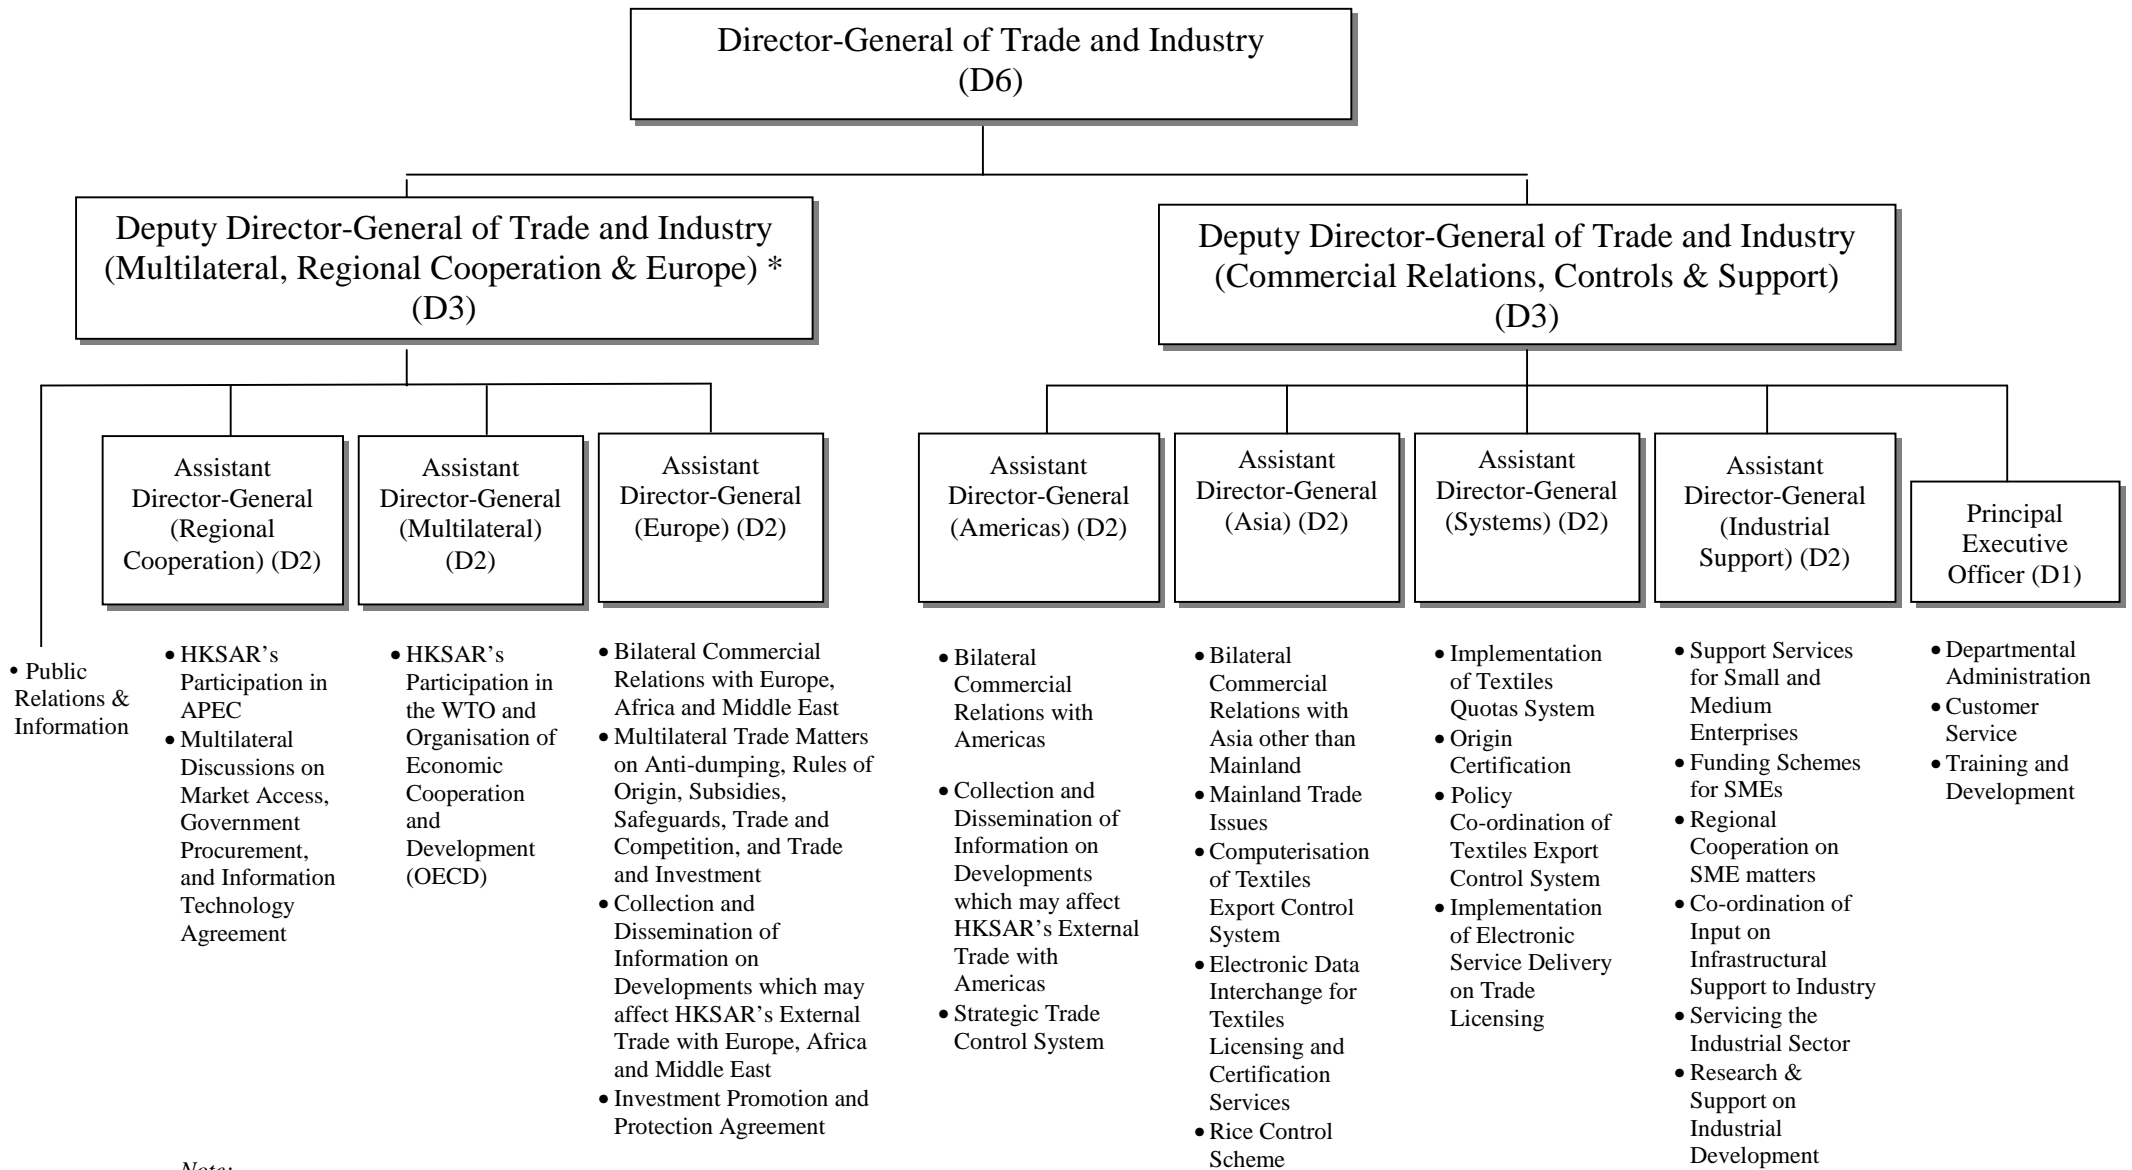 Director-General of Trade and Industry
(D6)
Deputy Director-General of Trade and Industry
(Multilateral, Regional Cooperation & Europe) *
(D3)
Deputy Director-General of Trade and Industry
(Commercial Relations, Controls & Support)
(D3)
Assistant
Director-General
(Regional
Cooperation) (D2)
Assistant
Director-General
(Multilateral)
(D2)
Assistant
Director-General
(Europe) (D2)
Assistant
Director-General
(Americas) (D2)
Assistant
Director-General
(Asia) (D2)
Assistant
Director-General
(Systems) (D2)
Assistant
Director-General
(Industrial
Support) (D2)
Principal
Executive
Officer (D1)
• Public
Relations &
Information
• HKSAR’s
Participation in
APEC
• Multilateral
Discussions on
Market Access,
Government
Procurement,
and Information
Technology
Agreement
• HKSAR’s
Participation in
the WTO and
Organisation of
Economic
Cooperation
and
Development
(OECD)
• Bilateral Commercial
Relations with Europe,
Africa and Middle East
• Multilateral Trade Matters
on Anti-dumping, Rules of
Origin, Subsidies,
Safeguards, Trade and
Competition, and Trade
and Investment
• Collection and
Dissemination of
Information on
Developments which may
affect HKSAR’s External
Trade with Europe, Africa
and Middle East
• Investment Promotion and
Protection Agreement
• Bilateral
Commercial
Relations with
Americas
• Collection and
Dissemination of
Information on
Developments
which may affect
HKSAR’s External
Trade with
Americas
• Strategic Trade
Control System
• Bilateral
Commercial
Relations with
Asia other than
Mainland
• Mainland Trade
Issues
• Computerisation
of Textiles
Export Control
System
• Electronic Data
Interchange for
Textiles
Licensing and
Certification
Services
• Rice Control
Scheme
• Implementation
of Textiles
Quotas System
• Origin
Certification
• Policy
Co-ordination of
Textiles Export
Control System
• Implementation
of Electronic
Service Delivery
on Trade
Licensing
• Support Services
for Small and
Medium
Enterprises
• Funding Schemes
for SMEs
• Regional
Cooperation on
SME matters
• Co-ordination of
Input on
Infrastructural
Support to Industry
• Servicing the
Industrial Sector
• Research &
Support on
Industrial
Development
• Departmental
Administration
• Customer
Service
• Training and
Development
Note: